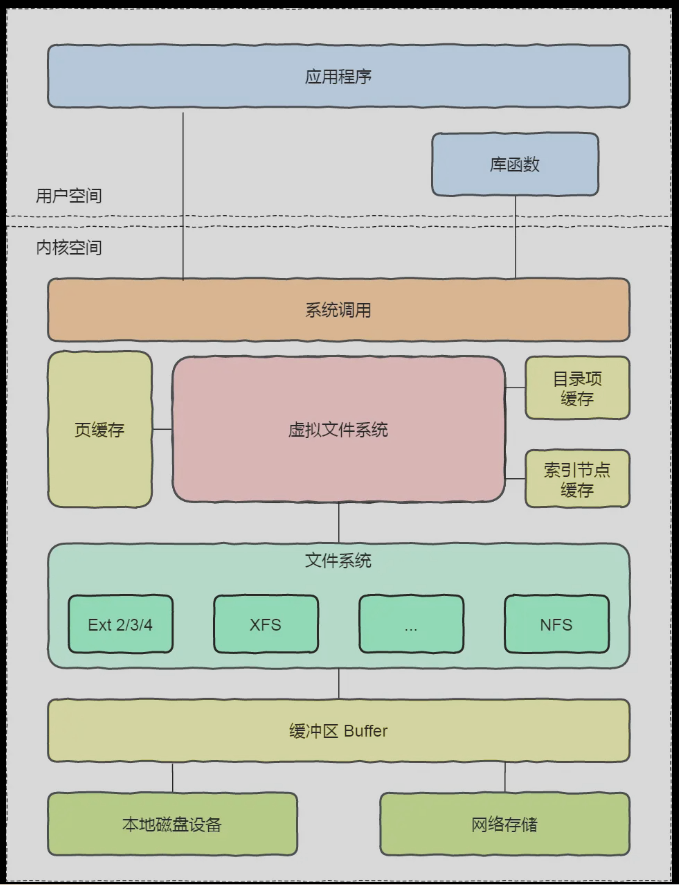 应用程序
库函数
用户空间
内核空间
系统调用
页缓存
虚拟文件系统
目录项
缓存
索引节点
缓存
文件系统
Ext 2/3/4
XFS
...
NFS
缓冲区 Buffer
本地磁盘设备
网络存储